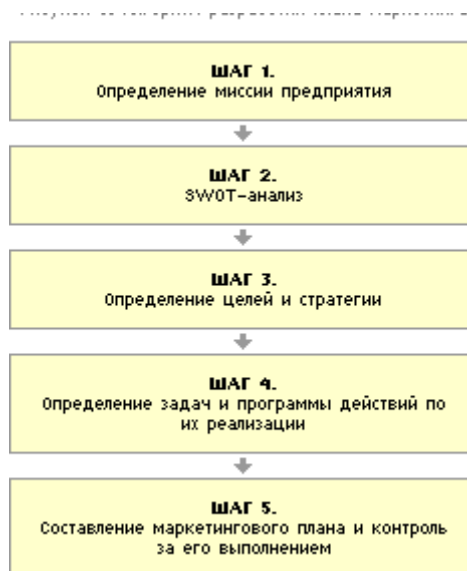 ШАГ 1.
Определение миссии предприятия
ШАГ 2.
SWOT-анализ
ШАГ 3.
Определение целей и стратегии
ШАГ 4.
Определение задач и программы действий по
их реализации
ШАГ 5.
Составление маркетингового плана и контроль
за его выполнением